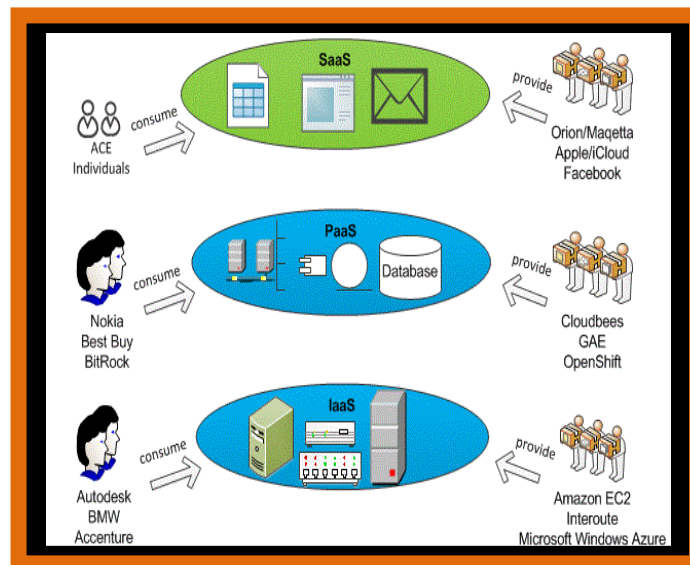 SaaS
consume
provide
ACE
Individuals
Orion/Maqetta
Apple/iCloud
Facebook
PaaS
consume
Database
provide
Nokia
Best Buy
BitRock
Cloudbees
GAE
OpenShift
IaaS
consume
provide
Autodesk
BMW
Accenture
Amazon EC2
Interoute
Microsoft Windows Azure